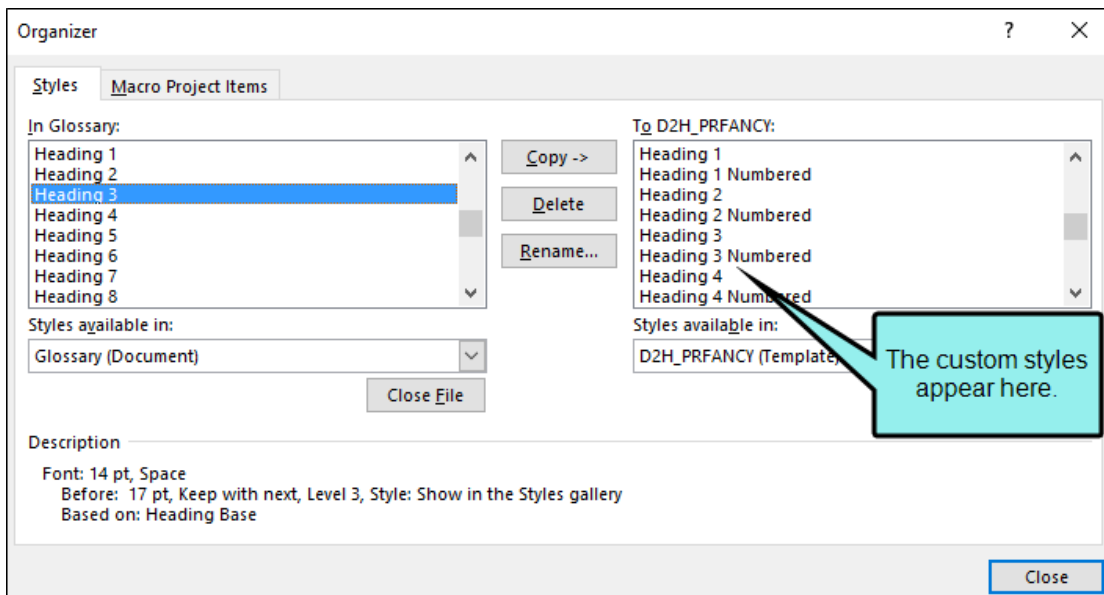 Organizer
?
Styles
Macro Project Items
In Glossary:
Heading 1
Heading 2
Heading 3
Heading 4
Heading 5
Heading 6
Heading 7
Heading 8
Styles available in:
Glossary (Document)
Close File
Copy ->
Delete
Rename...
To D2H_PRFANCY:
Heading 1
Heading 1 Numbered
Heading 2
Heading 2 Numbered
Heading 3
Heading 3 Numbered
Heading 4
Heading 4 Numbered
Styles available in:
D2H_PRFANCY (Template)
The custom styles
appear here.
Description
Font: 14 pt, Space
Before: 17 pt, Keep with next, Level 3, Style: Show in the Styles gallery
Based on: Heading Base
Close